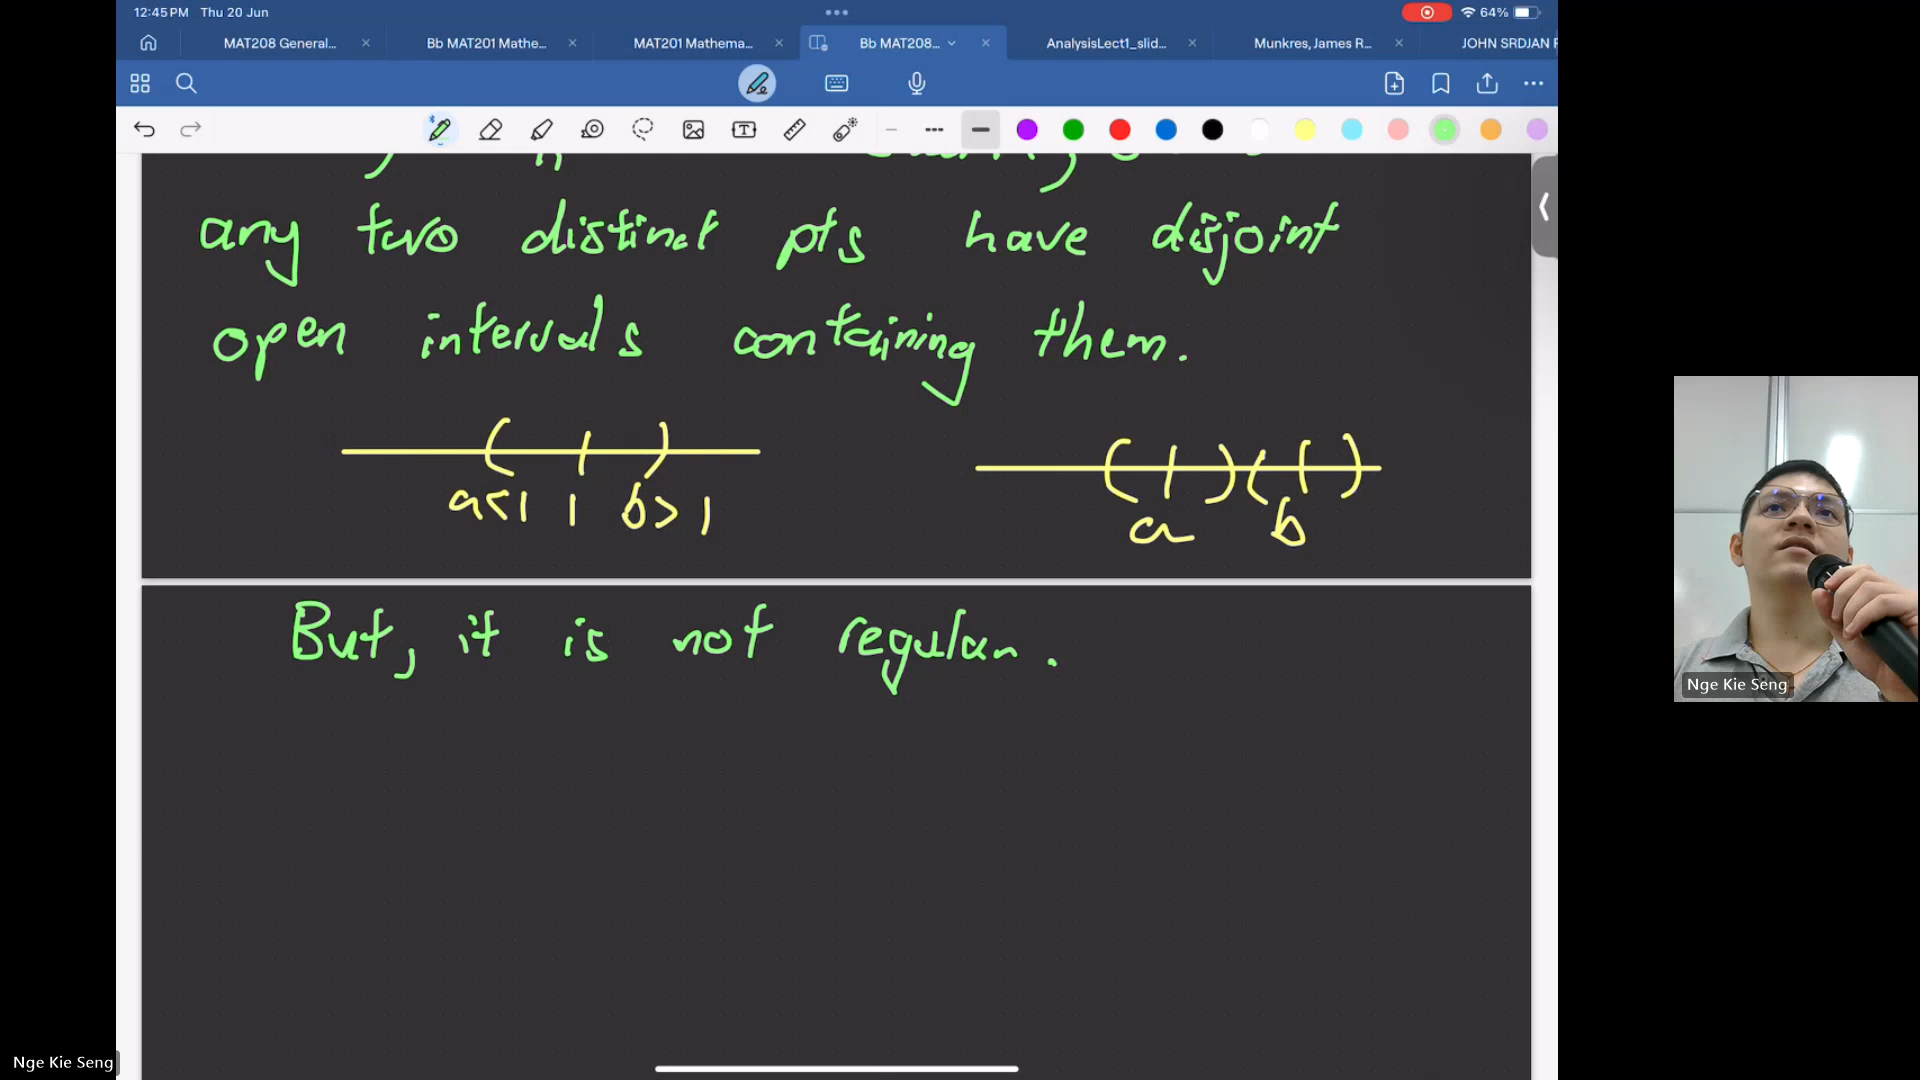 12:45 PM Thu 20 Jun
64%
MAT208 General...
Bb MAT201 Mathe...
MAT201 Mathema...
Bb MAT208...
AnalysisLect1_slid...
Munkres, James R...
JOHN SRDJAN F
any two distinct pts have disjoint
open intervals containing them.
a<1 1 b>1
a b
But, it is not regular.
Nge Kie Seng
Nge Kie Seng